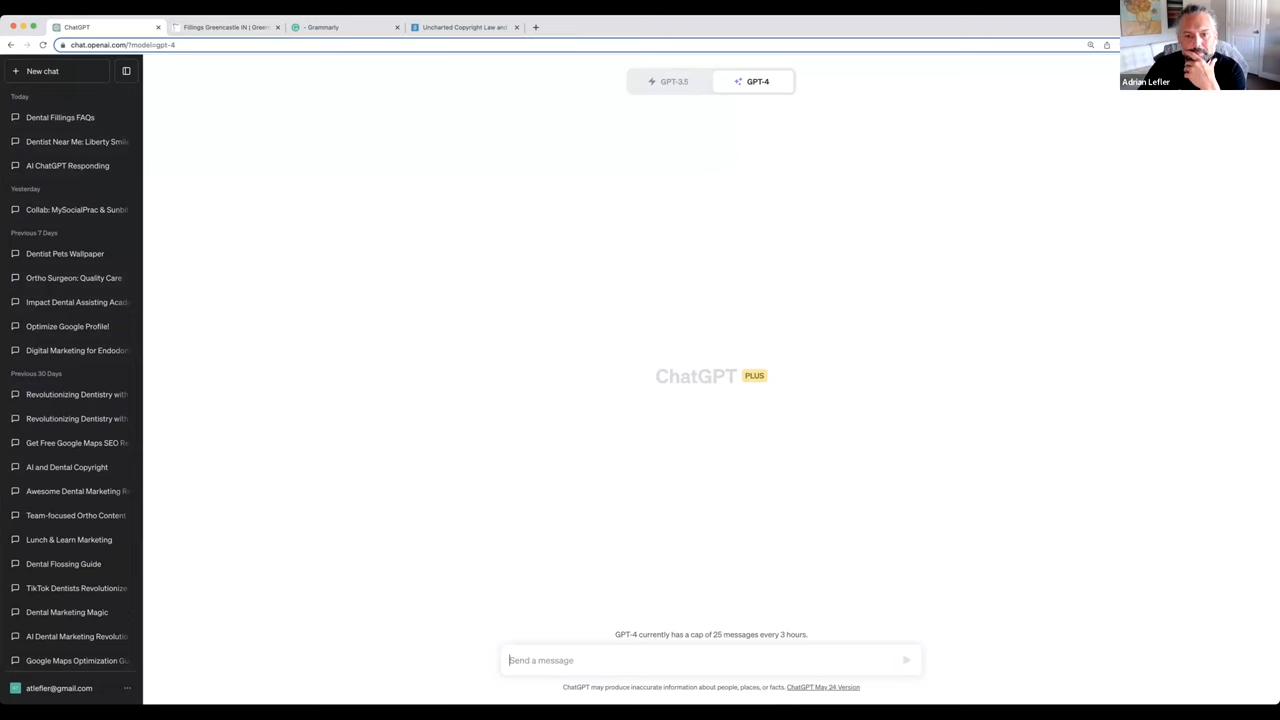 ChatGPT
Fillings Greencastle IN | Green
- Grammarly
Uncharted Copyright Law and
chat.openai.com/?model=gpt-4
New chat
GPT-3.5
GPT-4
Today
Dental Fillings FAQs
Dentist Near Me: Liberty Smile
AI ChatGPT Responding
Yesterday
Collab: MySocialPrac & Sunbit
Previous 7 Days
Dentist Pets Wallpaper
Ortho Surgeon: Quality Care
Impact Dental Assisting Acad
Optimize Google Profile!
Digital Marketing for Endodon
Previous 30 Days
Revolutionizing Dentistry with
Revolutionizing Dentistry with
Get Free Google Maps SEO Re
AI and Dental Copyright
Awesome Dental Marketing R
Team-focused Ortho Content
Lunch & Learn Marketing
Dental Flossing Guide
TikTok Dentists Revolutionize
Dental Marketing Magic
AI Dental Marketing Revolutio
Google Maps Optimization Gu
atlefler@gmail.com
ChatGPT PLUS
GPT-4 currently has a cap of 25 messages every 3 hours.
Send a message
ChatGPT may produce inaccurate information about people, places, or facts. ChatGPT May 24 Version
Adrian Lefler